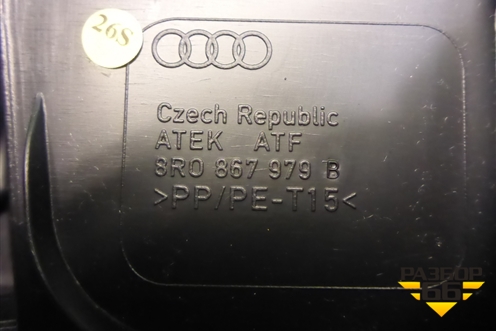 26S
Czech Republic
ATEK ATF
8R0 867 979 B
>PP/PE-T15<
РАЗБОР
66